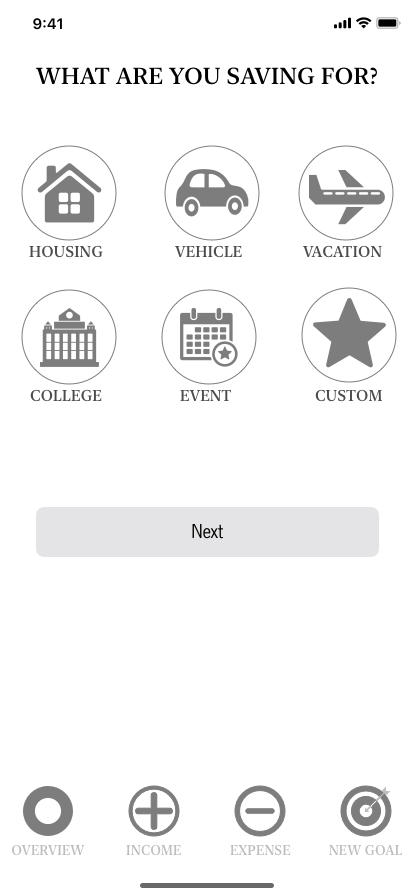 9:41
WHAT ARE YOU SAVING FOR?
HOUSING VEHICLE VACATION
COLLEGE EVENT CUSTOM
Next
OVERVIEW INCOME EXPENSE NEW GOAL